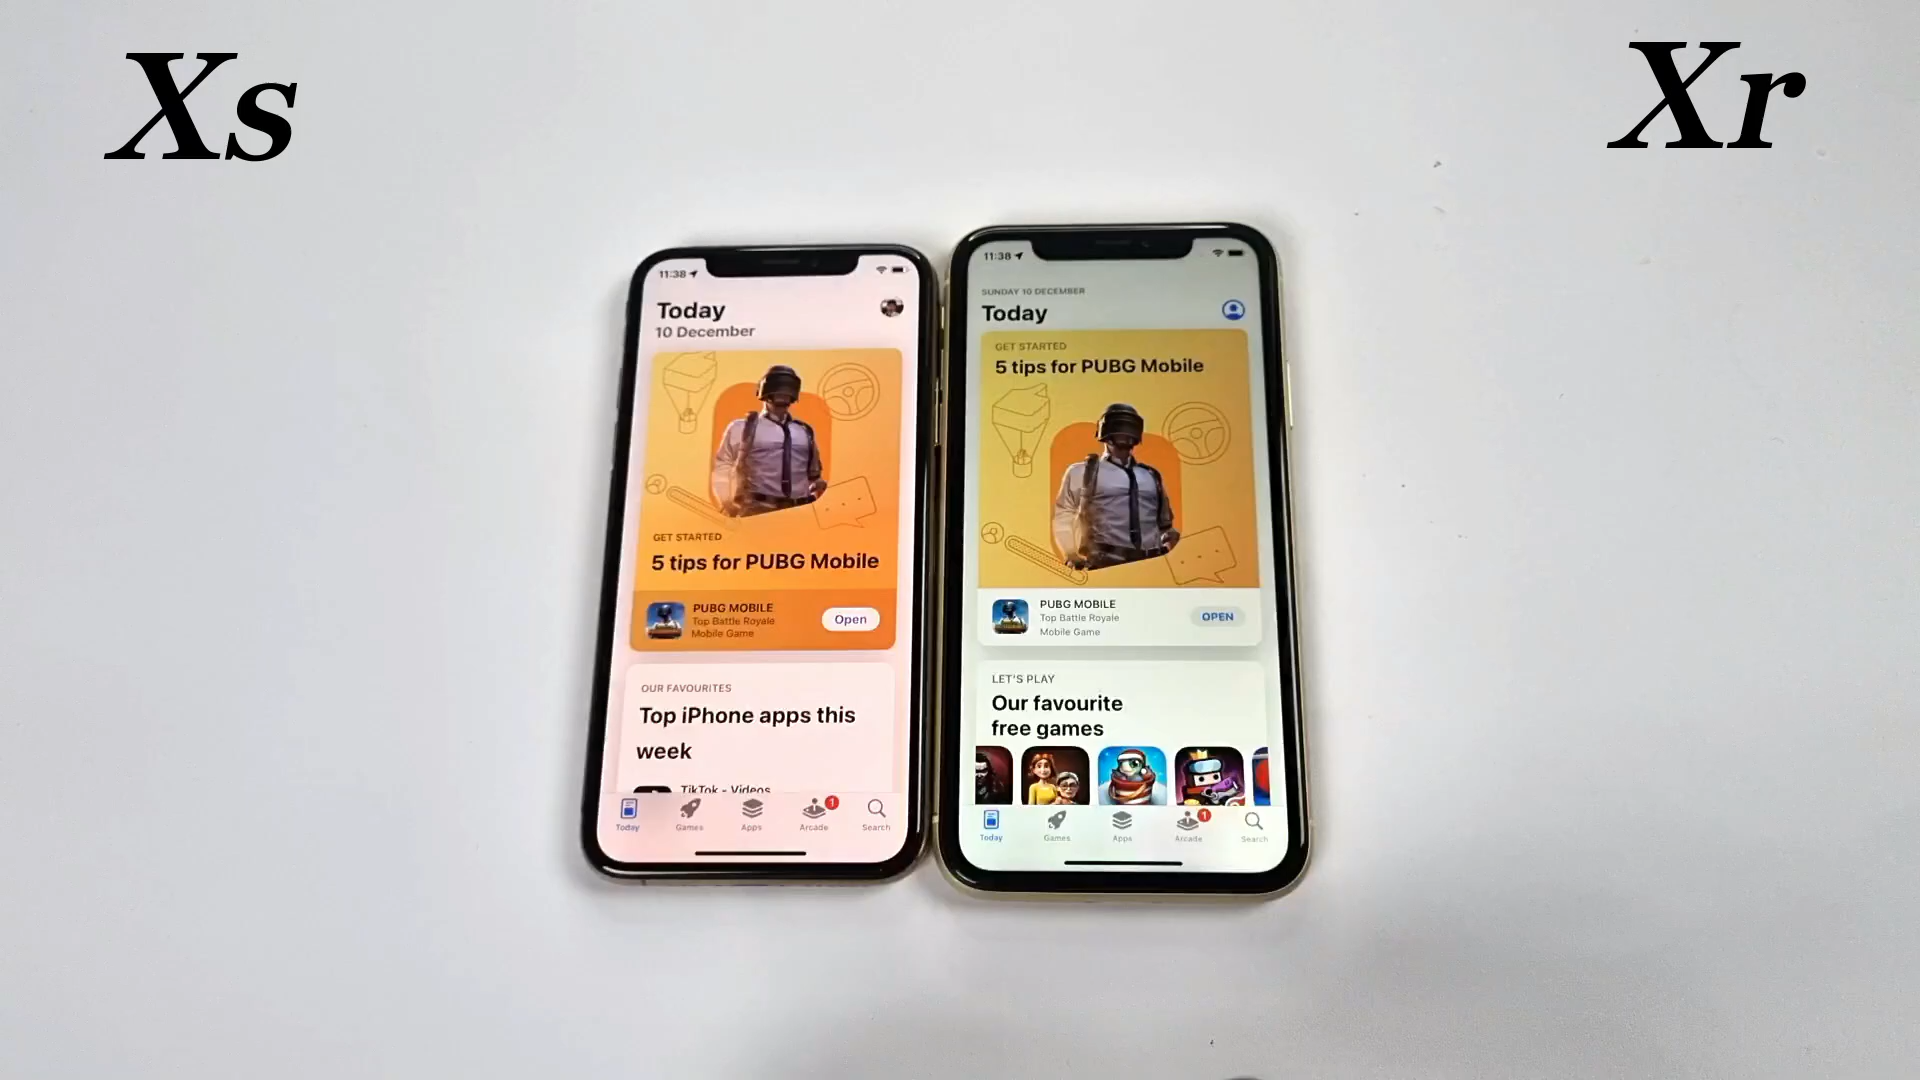 Xs
Xr
11:38
Today
10 December
GET STARTED
5 tips for PUBG Mobile
PUBG MOBILE
Top Battle Royale
Mobile Game
Open
OUR FAVOURITES
Top iPhone apps this
week
TikTok - Videos
Today
Games
Apps
Arcade
1
Search
11:38
SUNDAY 10 DECEMBER
Today
GET STARTED
5 tips for PUBG Mobile
PUBG MOBILE
Top Battle Royale
Mobile Game
OPEN
LET'S PLAY
Our favourite
free games
Today
Games
Apps
Arcade
1
Search